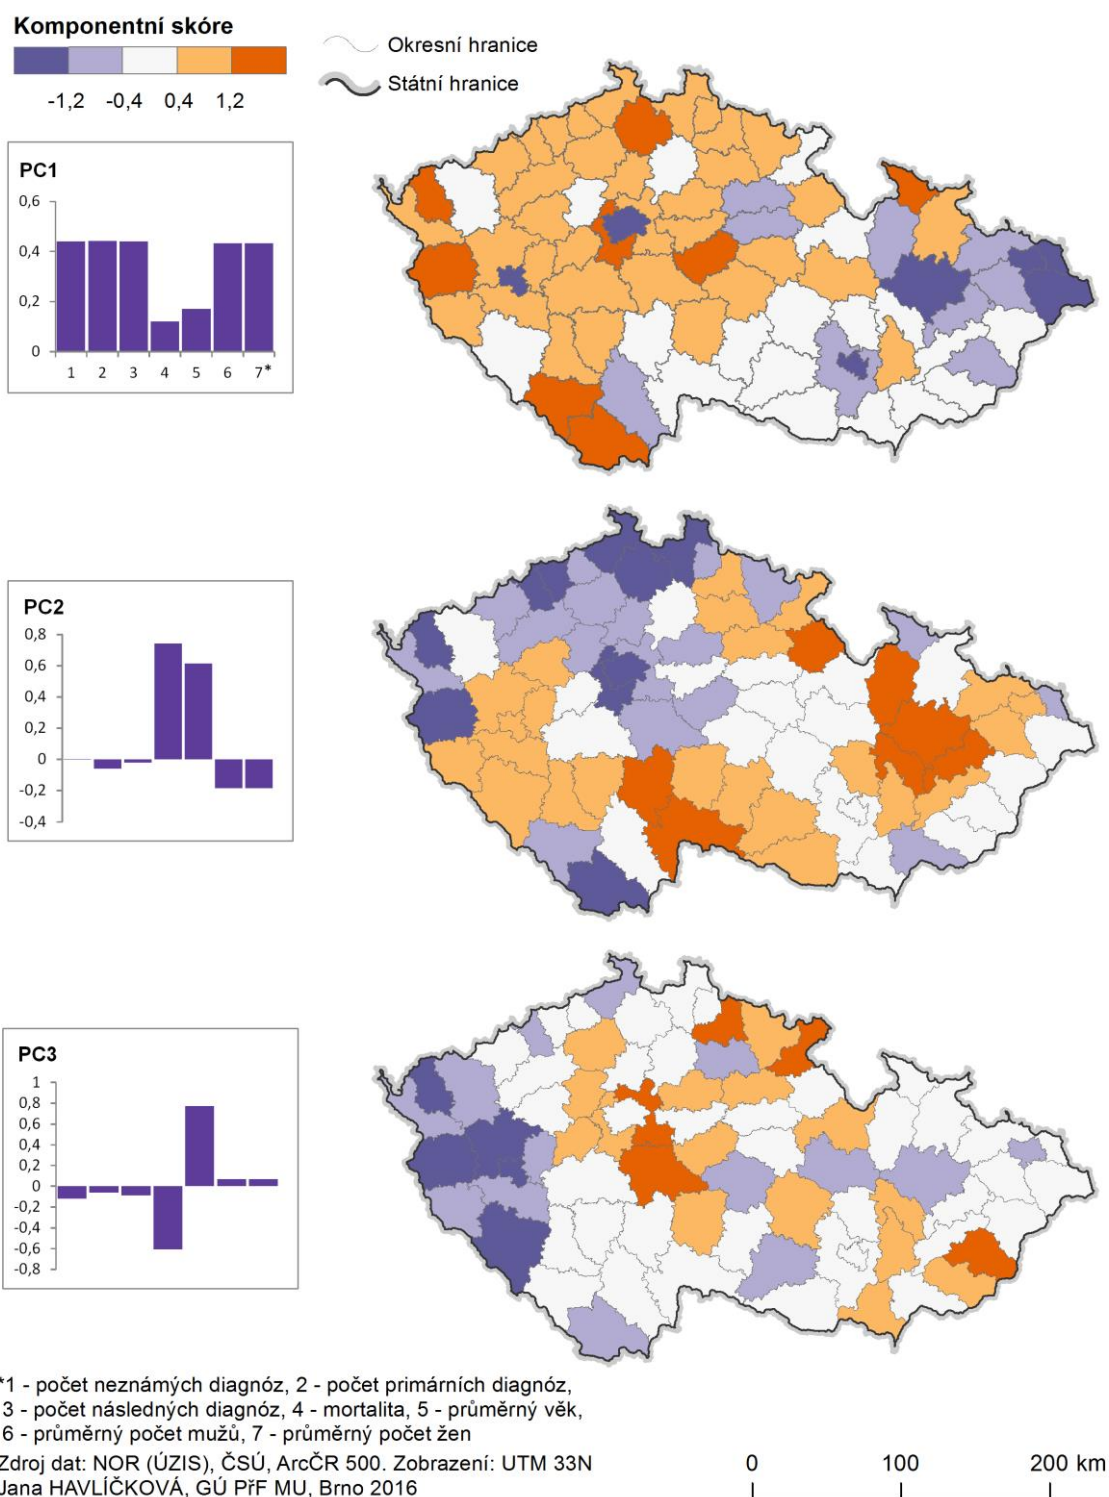 Komponentní skóre
-1,2 -0,4 0,4 1,2
Okresní hranice
Státní hranice
PC1
0,6
0,4
0,2
0
1 2 3 4 5 6 7*
PC2
0,8
0,6
0,4
0,2
0
-0,2
-0,4
PC3
1
0,8
0,6
0,4
0,2
0
-0,2
-0,4
-0,6
-0,8
*1 - počet neznámých diagnóz, 2 - počet primárních diagnóz,
3 - počet následných diagnóz, 4 - mortalita, 5 - průměrný věk,
6 - průměrný počet mužů, 7 - průměrný počet žen
Zdroj dat: NOR (ÚZIS), ČSÚ, ArcČR 500. Zobrazení: UTM 33N
Jana HAVLÍČKOVÁ, GÚ PřF MU, Brno 2016
0 100 200 km